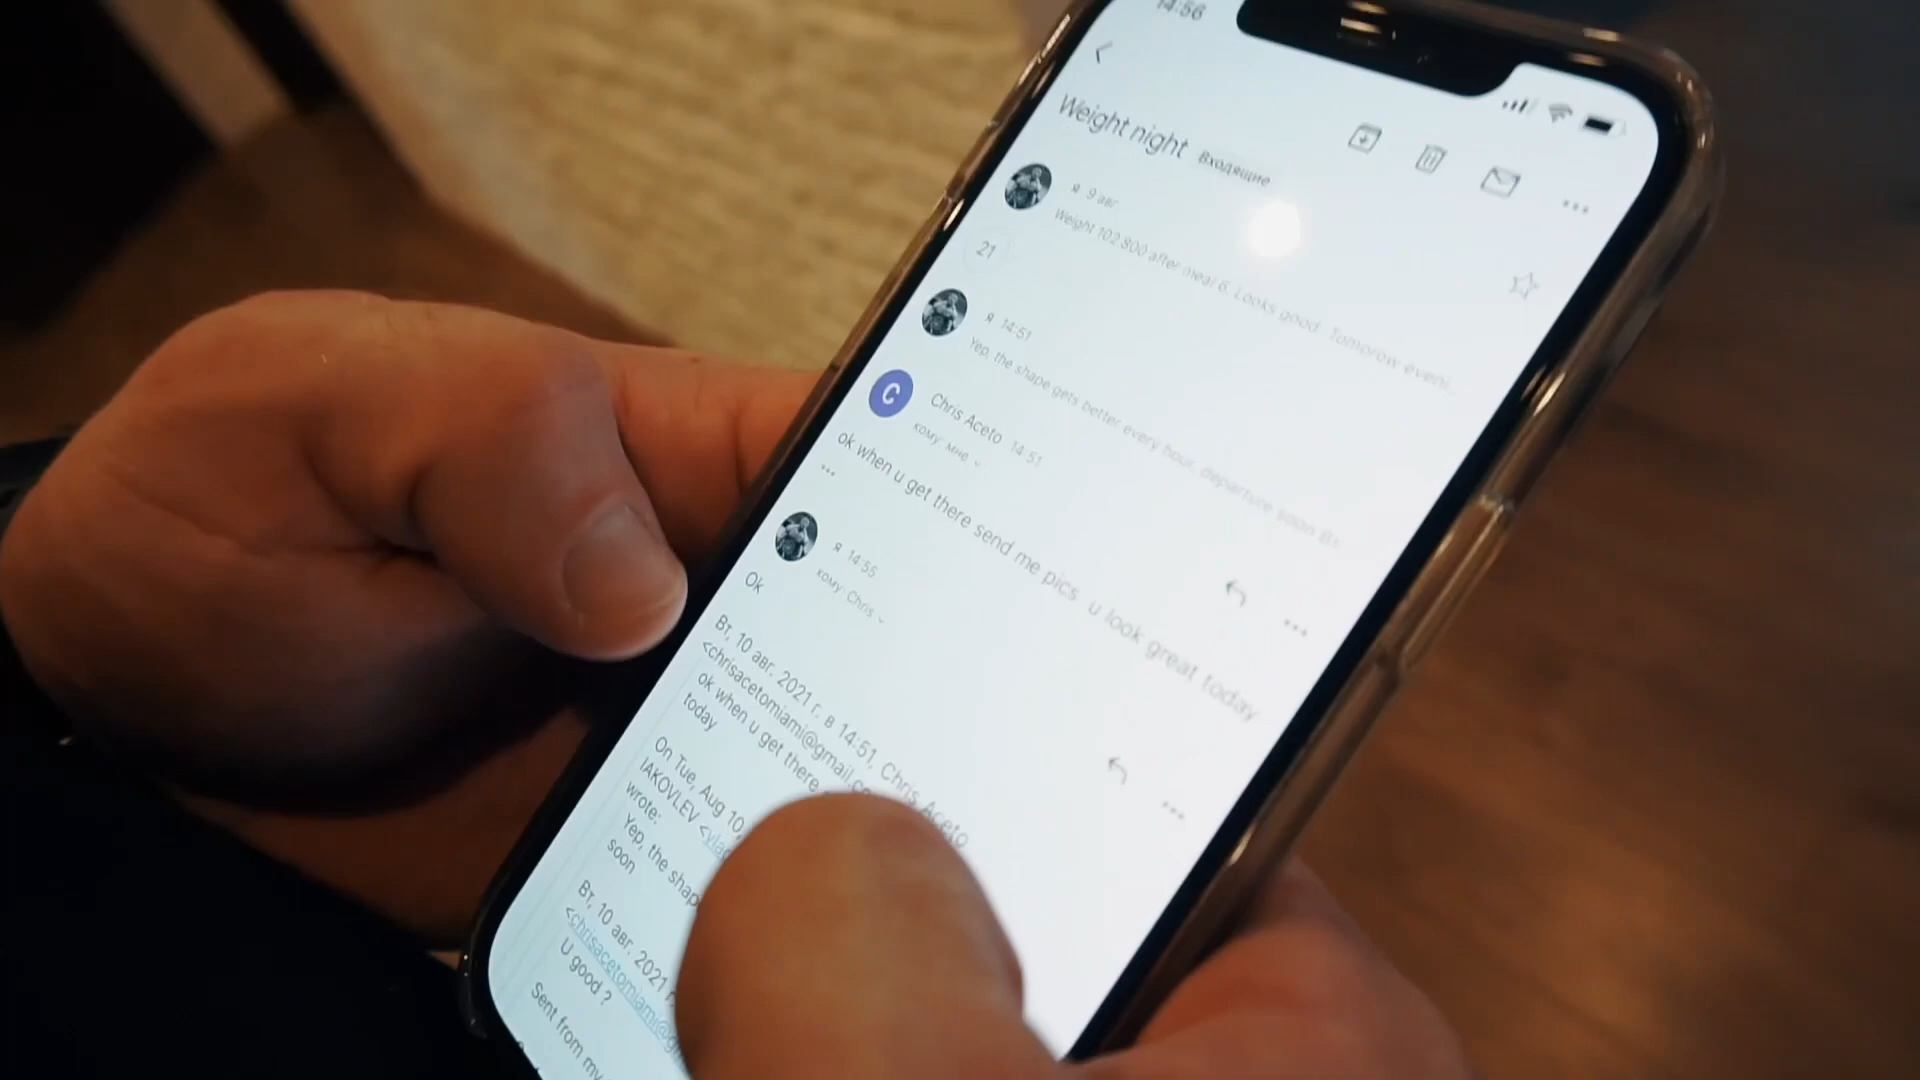 14:56
Weight night Входящие
я 9 авг
Weight 102 800 after meal 6. Looks good. Tomorrow eveni...
21
я 14:51
Yep, the shape gets better every hour, departure soon Вт
C
Chris Aceto 14:51
кому: мне
ok when u get there send me pics u look great today
я 14:55
кому: Chris
Ok
Вт, 10 авг. 2021 г. в 14:51, Chris Aceto
<chrisacetomiami@gmail.co
ok when u get there
today
On Tue, Aug 10,
IAKOVLEV <vlad
wrote:
Yep, the shap
soon
Вт, 10 авг. 2021 г
<chrisacetomiami@g
U good ?
Sent from my